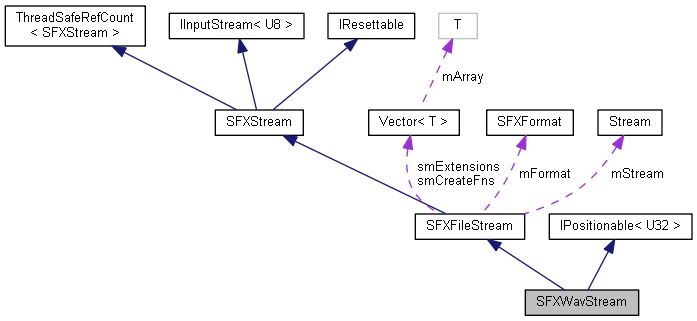 ThreadSafeRefCount
< SFXStream >
IInputStream< U8 >
IResettable
T
mArray
SFXStream
Vector< T >
SFXFormat
Stream
smExtensions
smCreateFns
mFormat
mStream
SFXFileStream
IPositionable< U32 >
SFXWavStream